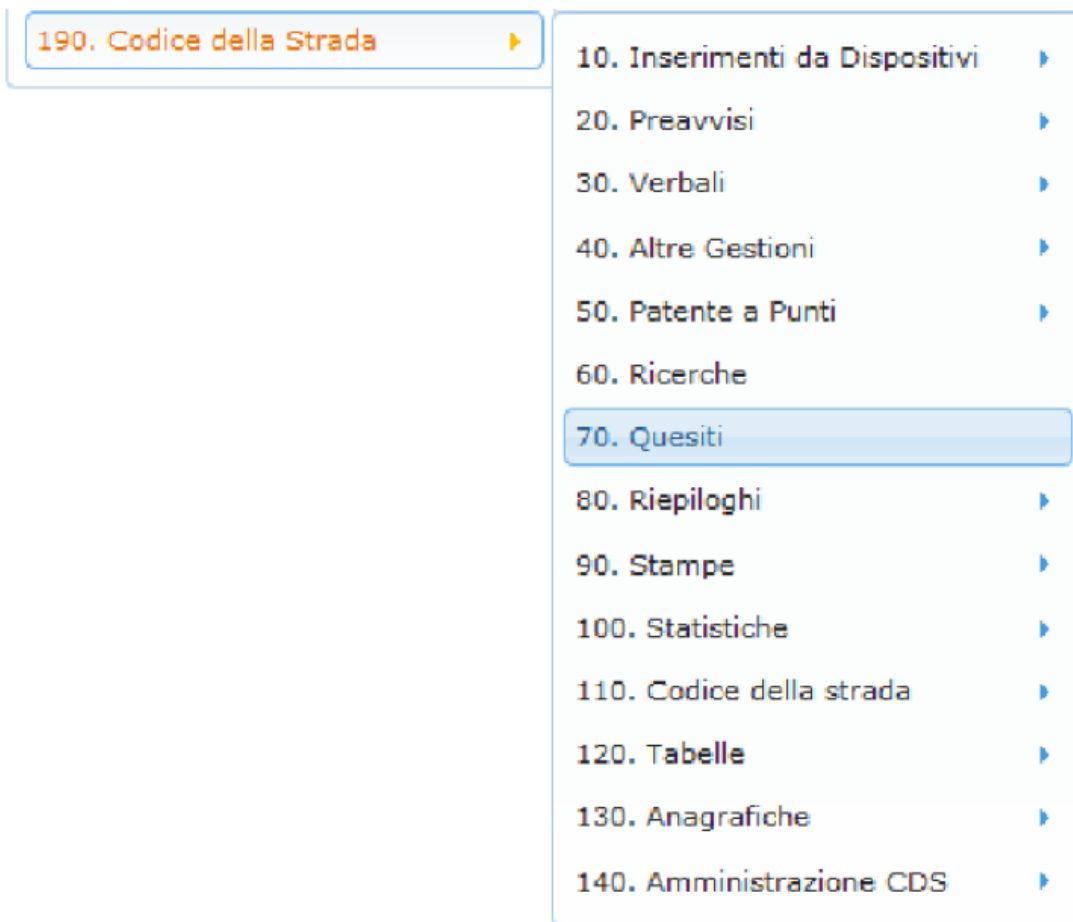 190. Codice della Strada
10. Inserimenti da Dispositivi
20. Preavvisi
30. Verbali
40. Altre Gestioni
50. Patente a Punti
60. Ricerche
70. Quesiti
80. Riepiloghi
90. Stampe
100. Statistiche
110. Codice della strada
120. Tabelle
130. Anagrafiche
140. Amministrazione CDS